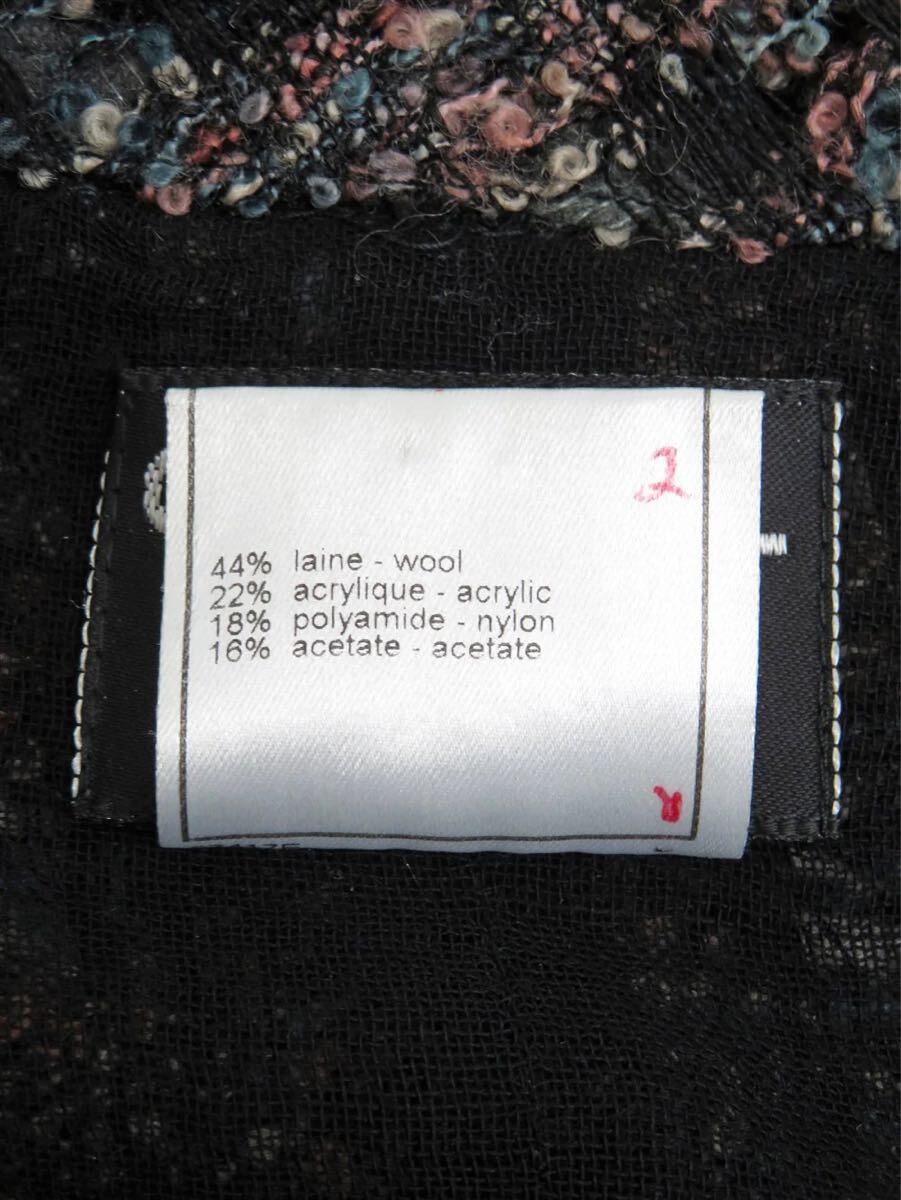 2
44% laine - wool
22% acrylique - acrylic
18% polyamide - nylon
16% acetate - acetate
R